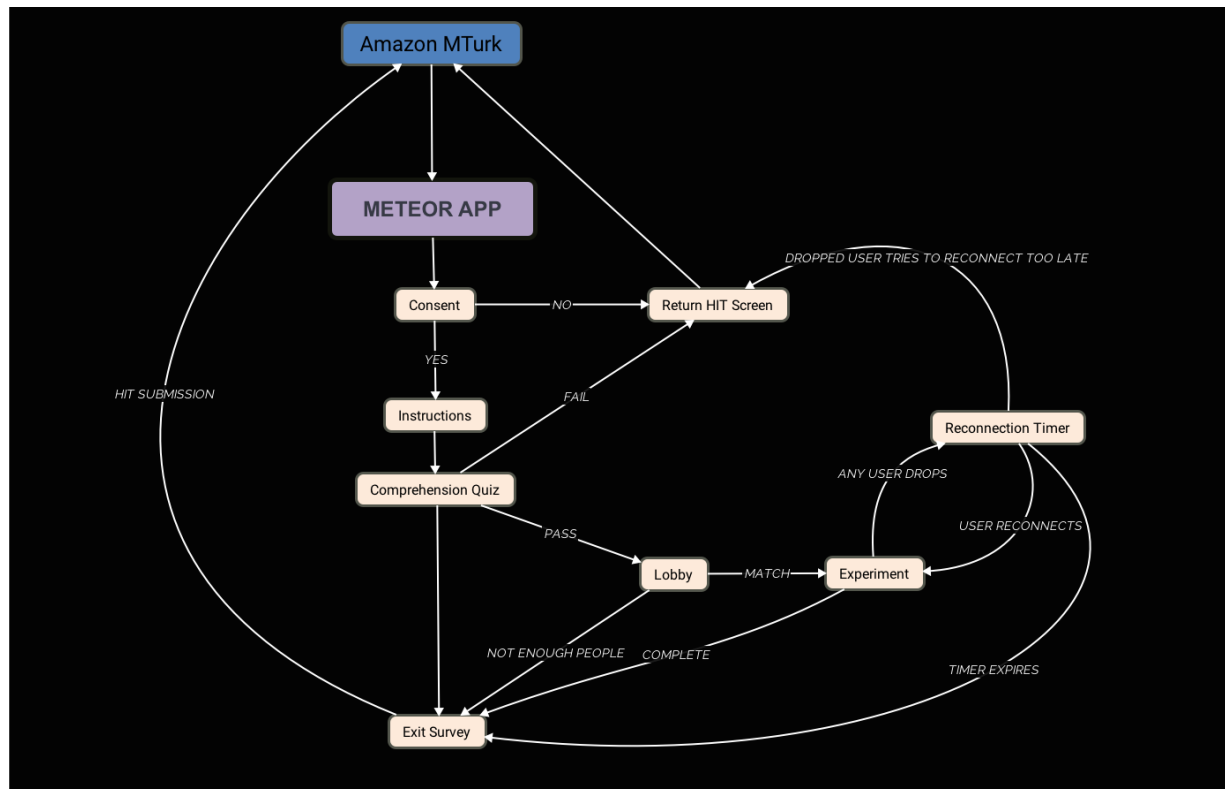 Amazon MTurk
METEOR APP
DROPPED USER TRIES TO RECONNECT TOO LATE
Consent
NO
Return HIT Screen
YES
HIT SUBMISSION
FAIL
Instructions
Reconnection Timer
ANY USER DROPS
Comprehension Quiz
USER RECONNECTS
PASS
Lobby
MATCH
Experiment
NOT ENOUGH PEOPLE
COMPLETE
TIMER EXPIRES
Exit Survey